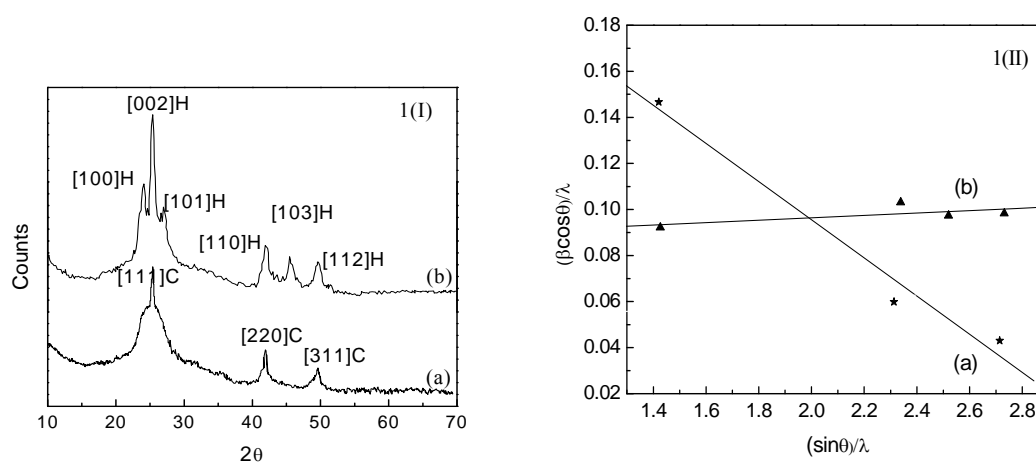 1(I)
[002]H
[100]H
[101]H
[103]H
[110]H
[112]H
(b)
[111]C
[220]C
[311]C
(a)
Counts
10 20 30 40 50 60 70
2θ
1(II)
0.18
0.16
0.14
0.12
0.10
0.08
0.06
0.04
0.02
(b)
(a)
(βcosθ)/λ
1.4 1.6 1.8 2.0 2.2 2.4 2.6 2.8
(sinθ)/λ